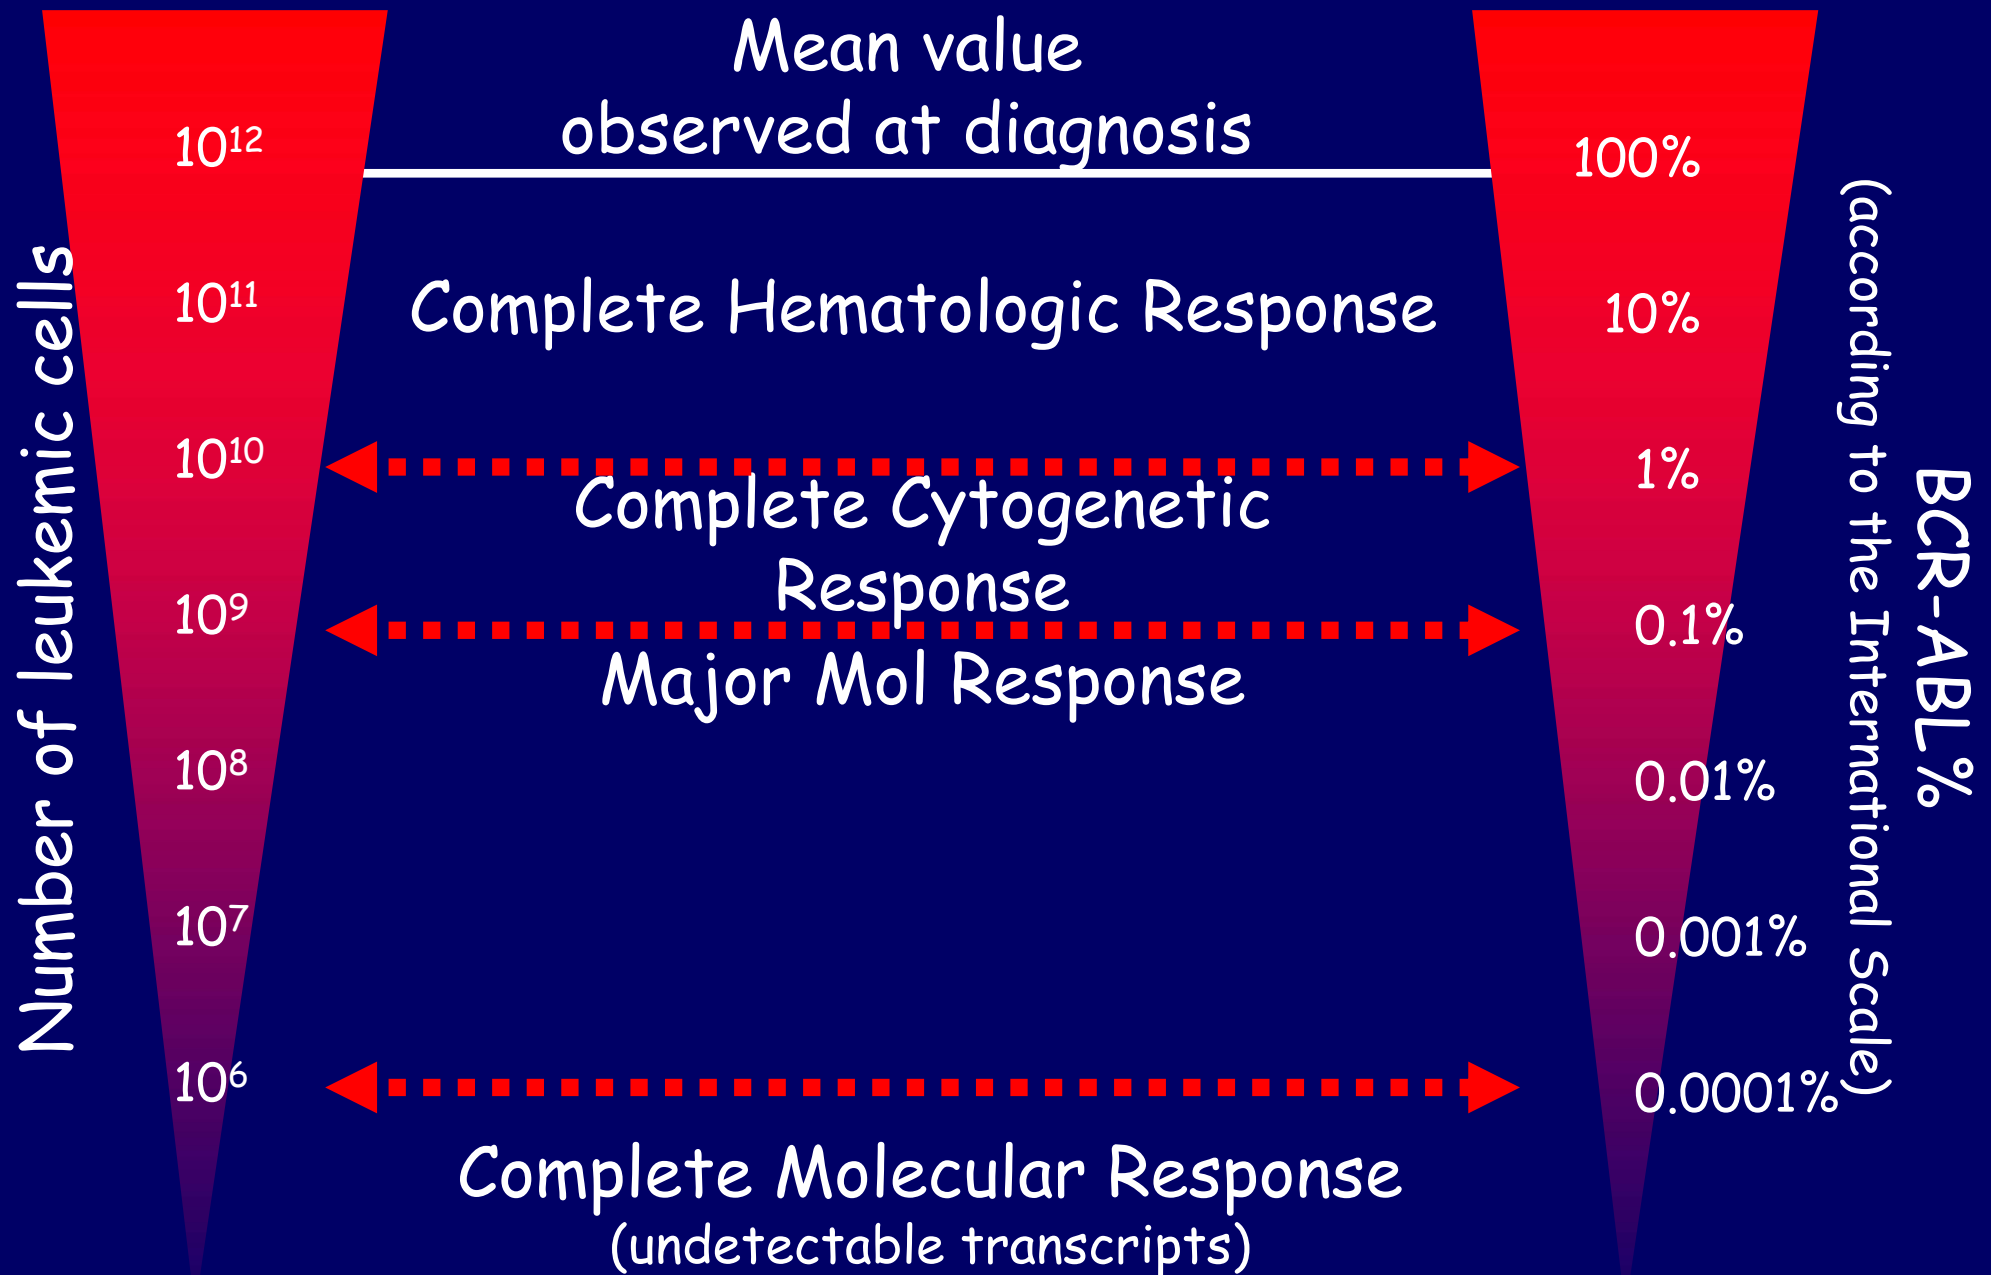 Mean value
observed at diagnosis
10¹² 100%
10¹¹ Complete Hematologic Response 10%
10¹⁰ 1%
Complete Cytogenetic
Response
10⁹ 0.1%
Major Mol Response
10⁸ 0.01%
10⁷ 0.001%
10⁶ 0.0001%
Complete Molecular Response
(undetectable transcripts)
Number of leukemic cells
(according to the International Scale)
BCR-ABL%